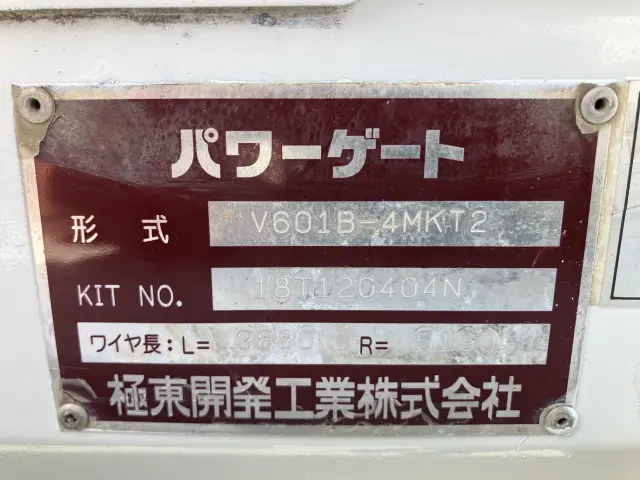 パワーゲート
形式 V601B-4MKT2
KIT NO. 18T120404N
ワイヤ長:L= 3680 R=
極東開発工業株式会社